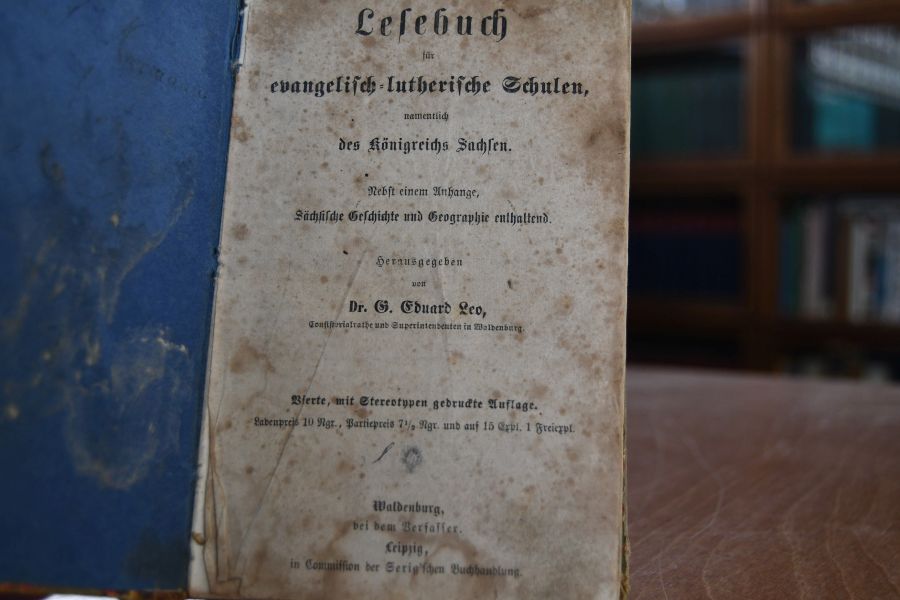 Lesebuch
für
evangelisch-lutherische Schulen,
namentlich
des Königreichs Sachsen.
Nebst einem Anhange,
Sächsische Geschichte und Geographie enthaltend.
Herausgegeben
von
Dr. G. Eduard Leo,
Consistorialrathe und Superintendenten in Waldenburg.
Vierte, mit Stereotypen gedruckte Auflage.
Ladenpreis 10 Ngr., Partiepreis 7½ Ngr. und auf 15 Expl. 1 Freiexpl.
Waldenburg,
bei dem Verfasser.
Leipzig,
in Commission der Serig'schen Buchhandlung.